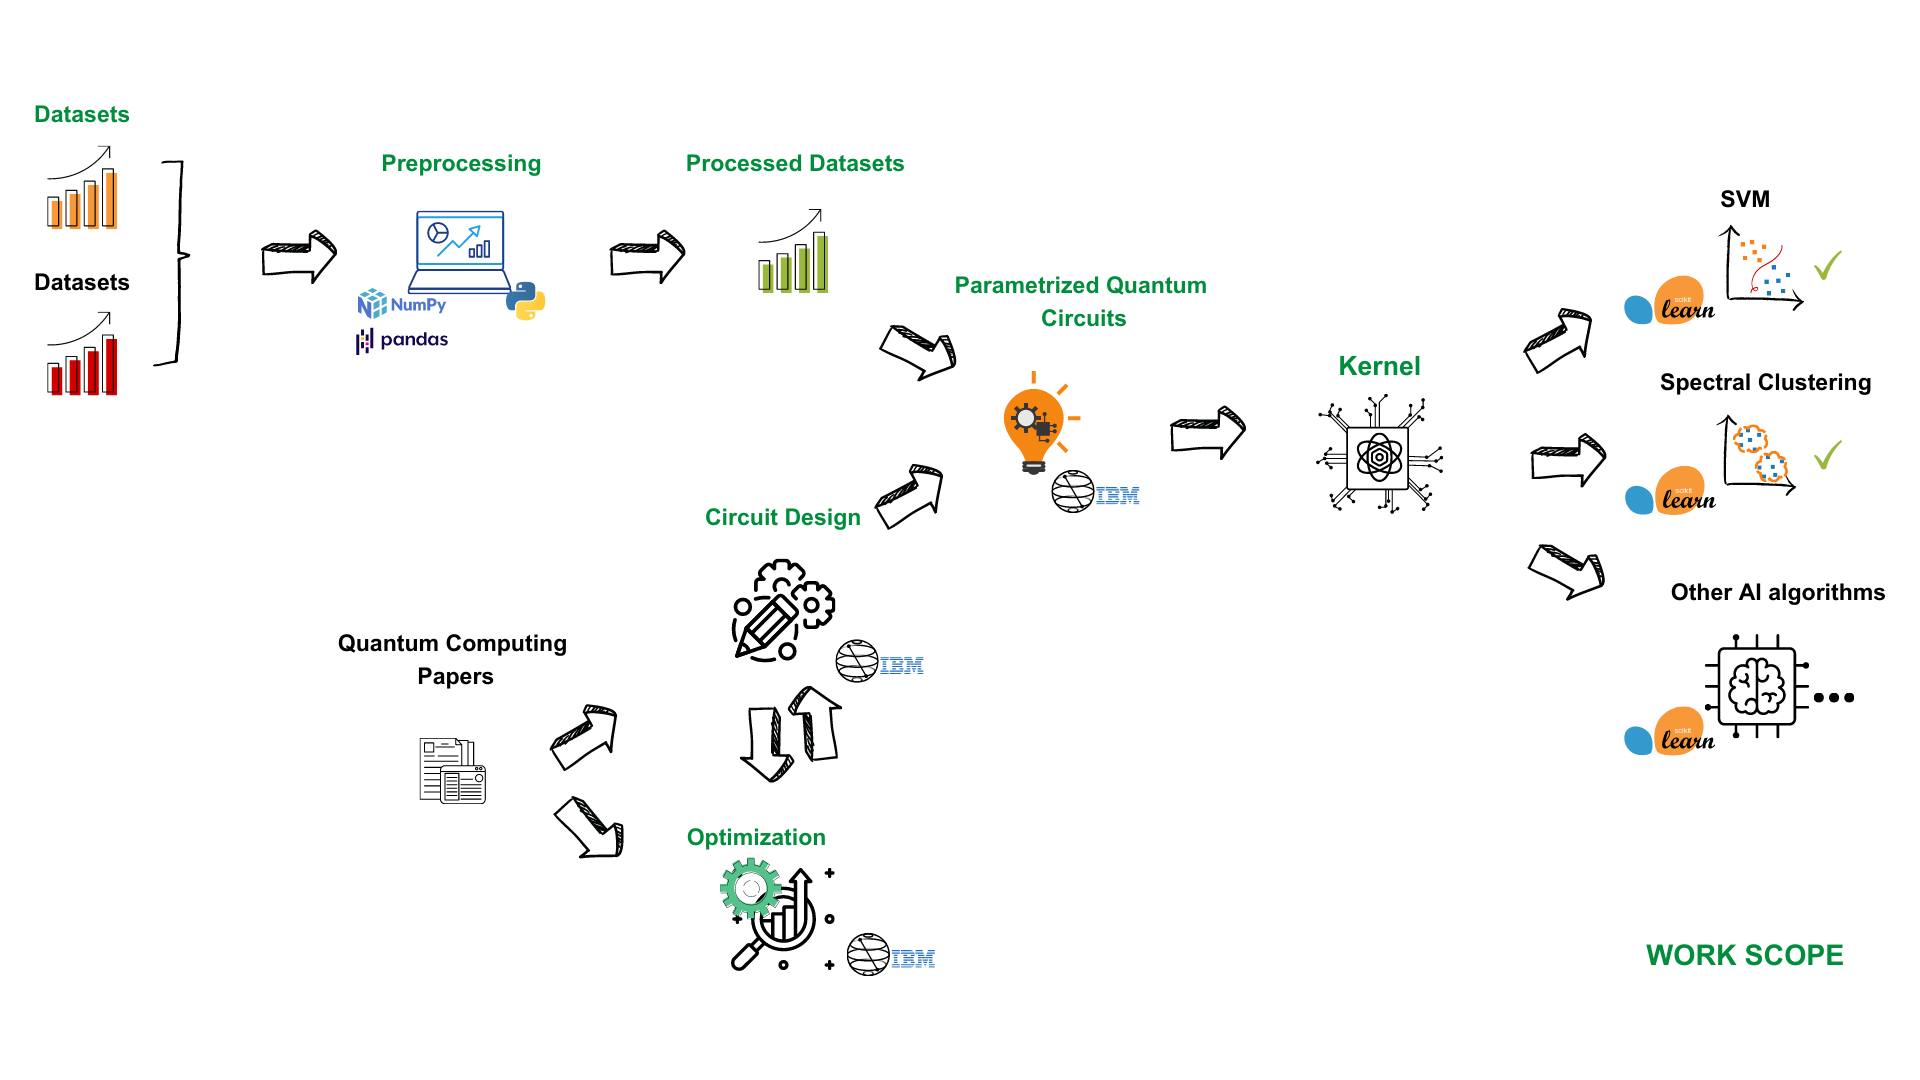 Datasets
Datasets
Preprocessing
NumPy
pandas
Processed Datasets
Parametrized Quantum
Circuits
IBM
Circuit Design
IBM
Quantum Computing
Papers
Optimization
IBM
Kernel
SVM
scikit
learn
Spectral Clustering
scikit
learn
Other AI algorithms
scikit
learn
WORK SCOPE